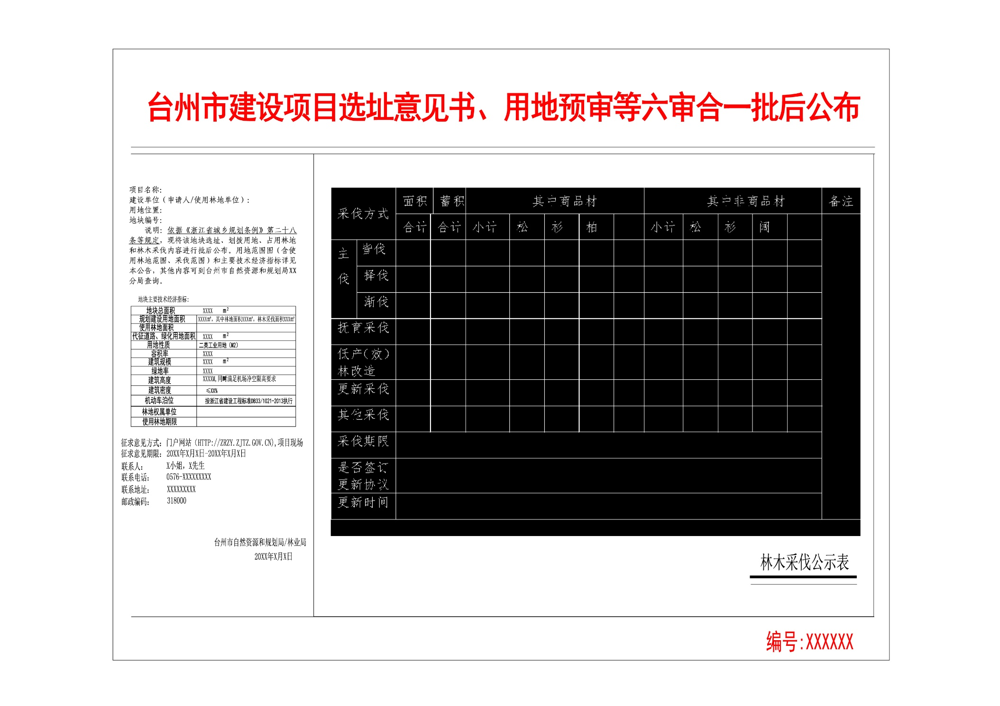 台州市建设项目选址意见书、用地预审等六审合一批后公布
项目名称:
建设单位（申请人/使用林地单位）:
用地位置:
地块编号:
说明: 依据《浙江省城乡规划条例》第二十八
条等规定，现将该地块选址、划拨用地、占用林地
和林木采伐内容进行批后公布。用地范围图（含使
用林地范围、采伐范围）和主要技术经济指标详见
本公告，其他内容可到台州市自然资源和规划局XX
分局查询。
地块主要技术经济指标:
地块总面积 XXXX m²
规划建设用地面积 XXXXm², 其中林地面积XXXm², 林木采伐面积XXXm²
使用林地面积
代征道路、绿化用地面积 XXXX m²
用地性质 二类工业用地（M2）
容积率 XXXX
建筑规模 XXXX m²
绿地率 XXXX
建筑高度 XXXXM,同时满足机场净空限高要求
建筑密度 ≤XX%
机动车泊位 按浙江省建设工程标准DB33/1021-2013执行
林地权属单位
使用林地期限
征求意见方式: 门户网站（HTTP://ZRZY.ZJTZ.GOV.CN),项目现场
征求意见期限: 20XX年X月X日-20XX年X月X日
联系人: X小姐, X先生
联系电话: 0576-XXXXXXXXX
联系地址: XXXXXXXXX
邮政编码: 318000
台州市自然资源和规划局/林业局
20XX年X月X日
采伐方式 面积 蓄积 其中商品材 其中非商品材 备注
合计 合计 小计 松 杉 柏 小计 松 杉 阔
主伐 皆伐
择伐
渐伐
抚育采伐
低产(效)
林改造
更新采伐
其他采伐
采伐期限
是否签订
更新协议
更新时间
林木采伐公示表
编号:XXXXXX